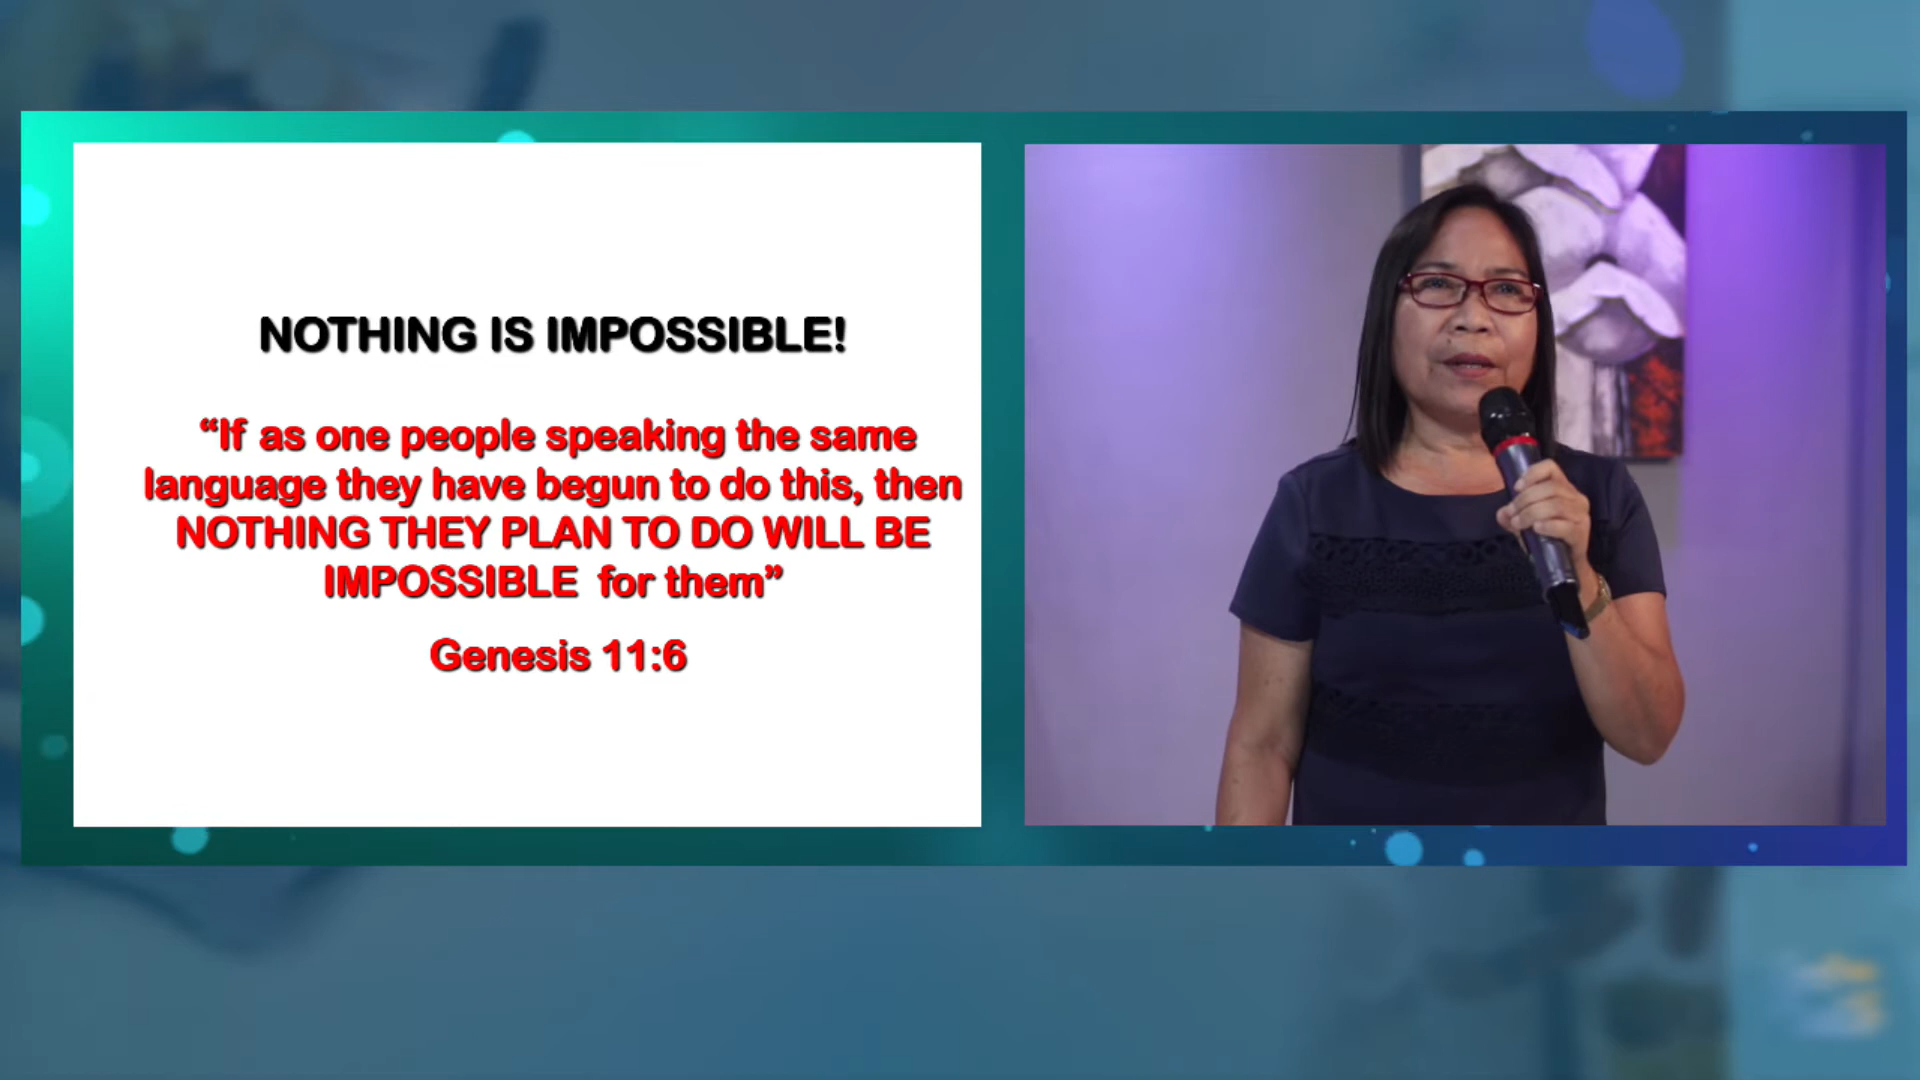 NOTHING IS IMPOSSIBLE!
“If as one people speaking the same
language they have begun to do this, then
NOTHING THEY PLAN TO DO WILL BE
IMPOSSIBLE for them”
Genesis 11:6